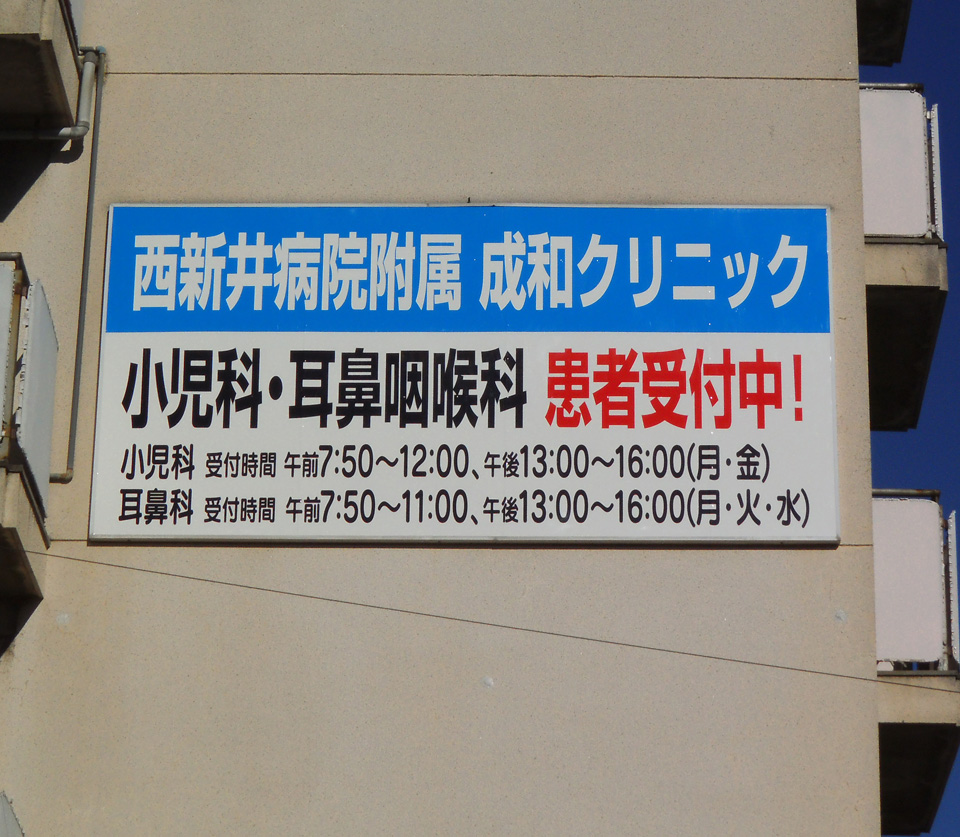 西新井病院附属 成和クリニック
小児科・耳鼻咽喉科 患者受付中!
小児科 受付時間 午前7:50～12:00、午後13:00～16:00(月・金)
耳鼻科 受付時間 午前7:50～11:00、午後13:00～16:00(月・火・水)